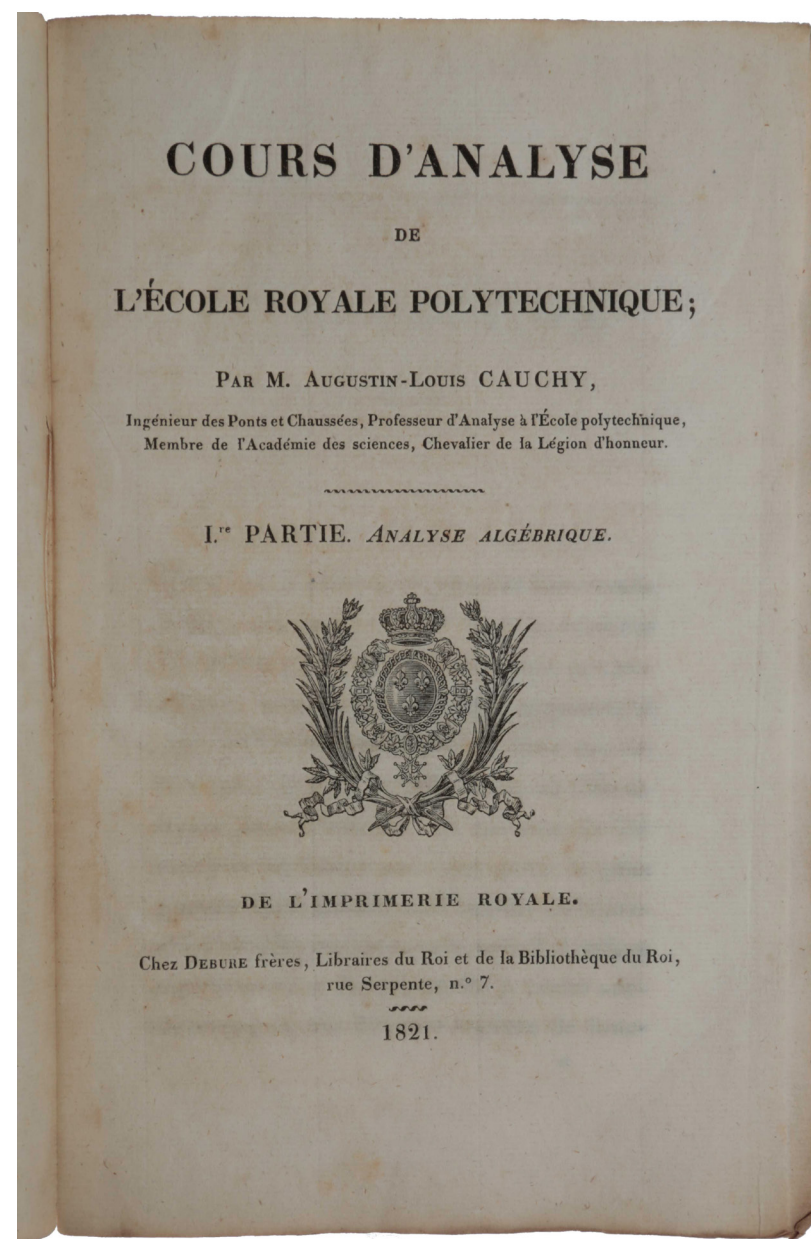 COURS D'ANALYSE
DE
L'ÉCOLE ROYALE POLYTECHNIQUE;
PAR M. AUGUSTIN-LOUIS CAUCHY,
Ingénieur des Ponts et Chaussées, Professeur d'Analyse à l'École polytechnique,
Membre de l'Académie des sciences, Chevalier de la Légion d'honneur.
I.re PARTIE. ANALYSE ALGÉBRIQUE.
DE L'IMPRIMERIE ROYALE.
Chez DEBURE frères, Libraires du Roi et de la Bibliothèque du Roi,
rue Serpente, n.º 7.
1821.